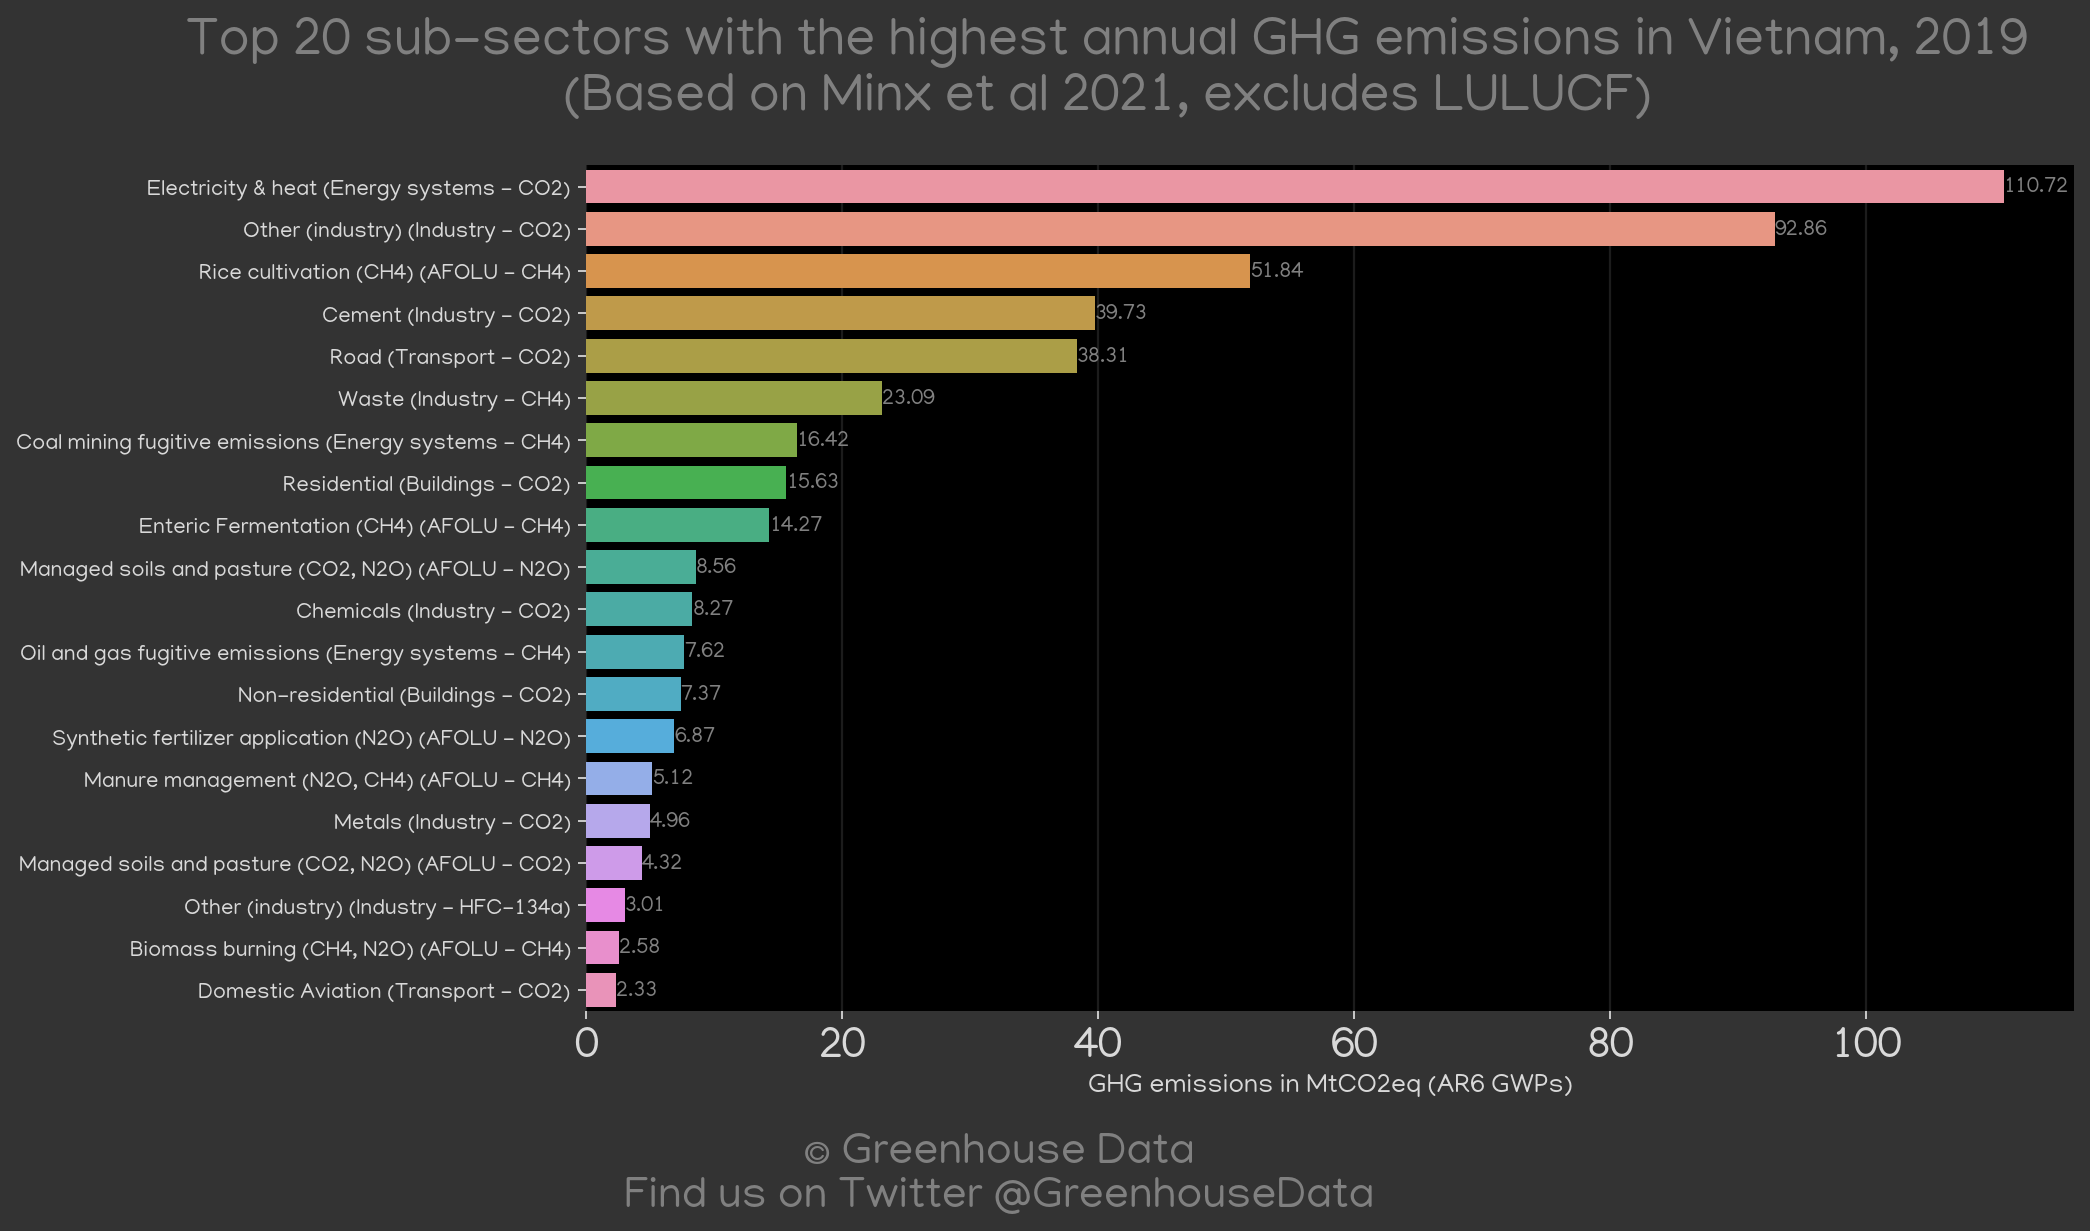 Top 20 sub-sectors with the highest annual GHG emissions in Vietnam, 2019
(Based on Minx et al 2021, excludes LULUCF)
Electricity & heat (Energy systems - CO2) 110.72
Other (industry) (Industry - CO2) 92.86
Rice cultivation (CH4) (AFOLU - CH4) 51.84
Cement (Industry - CO2) 39.73
Road (Transport - CO2) 38.31
Waste (Industry - CH4) 23.09
Coal mining fugitive emissions (Energy systems - CH4) 16.42
Residential (Buildings - CO2) 15.63
Enteric Fermentation (CH4) (AFOLU - CH4) 14.27
Managed soils and pasture (CO2, N2O) (AFOLU - N2O) 8.56
Chemicals (Industry - CO2) 8.27
Oil and gas fugitive emissions (Energy systems - CH4) 7.62
Non-residential (Buildings - CO2) 7.37
Synthetic fertilizer application (N2O) (AFOLU - N2O) 6.87
Manure management (N2O, CH4) (AFOLU - CH4) 5.12
Metals (Industry - CO2) 4.96
Managed soils and pasture (CO2, N2O) (AFOLU - CO2) 4.32
Other (industry) (Industry - HFC-134a) 3.01
Biomass burning (CH4, N2O) (AFOLU - CH4) 2.58
Domestic Aviation (Transport - CO2) 2.33
0 20 40 60 80 100
GHG emissions in MtCO2eq (AR6 GWPs)
© Greenhouse Data
Find us on Twitter @GreenhouseData